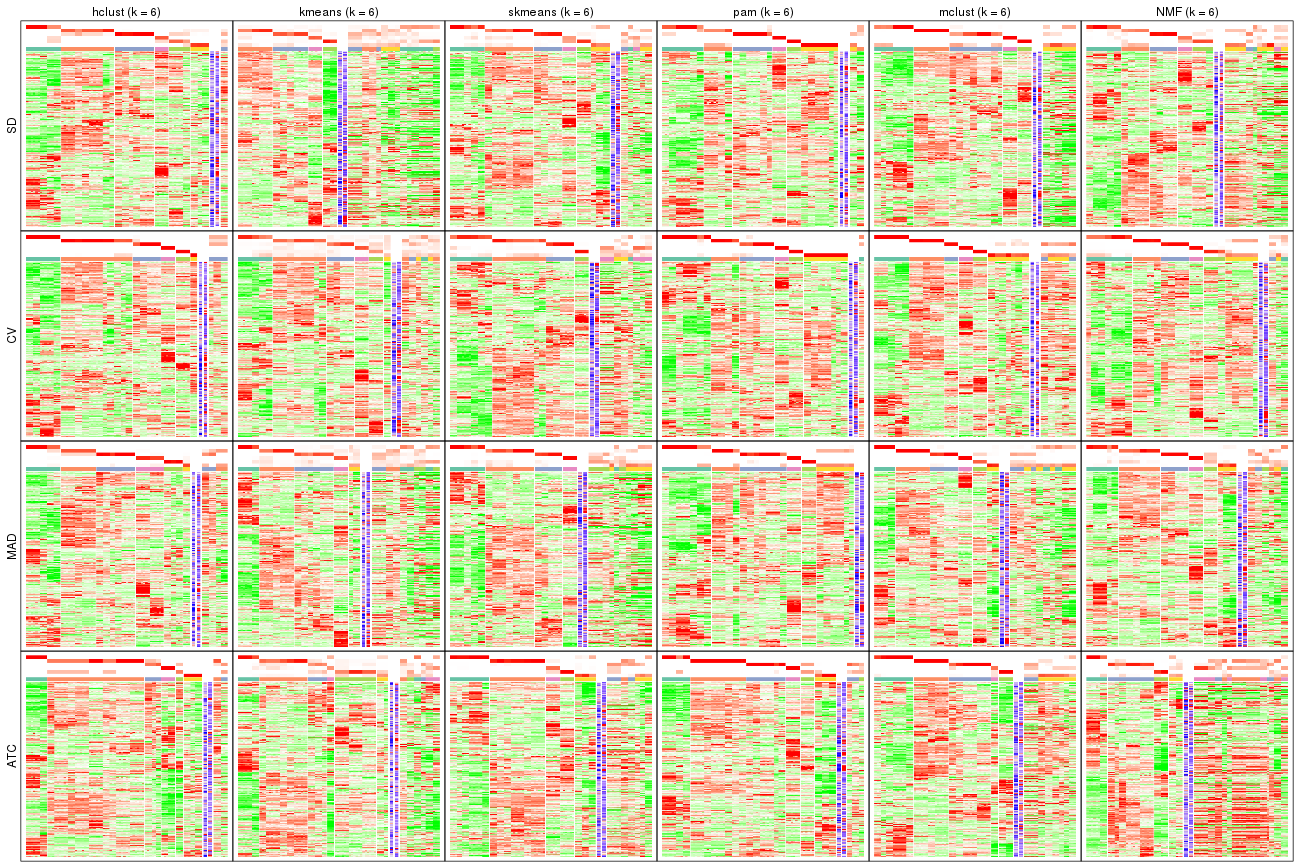 hclust (k = 6) kmeans (k = 6) skmeans (k = 6) pam (k = 6) mclust (k = 6) NMF (k = 6)
SD
CV
MAD
ATC